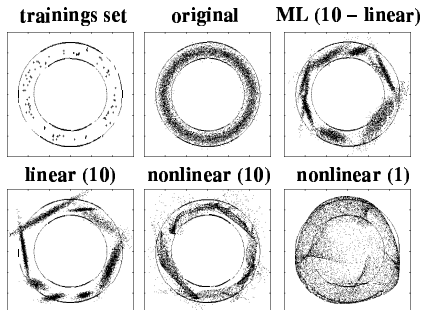 trainings set original ML (10 – linear)
linear (10) nonlinear (10) nonlinear (1)